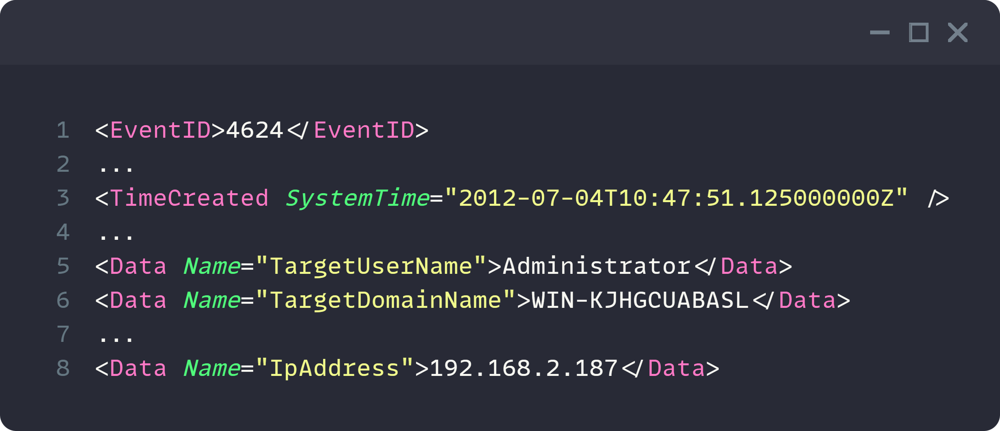 1 <EventID>4624</EventID>
2 ...
3 <TimeCreated SystemTime="2012-07-04T10:47:51.125000000Z" />
4 ...
5 <Data Name="TargetUserName">Administrator</Data>
6 <Data Name="TargetDomainName">WIN-KJHGCUABASL</Data>
7 ...
8 <Data Name="IpAddress">192.168.2.187</Data>